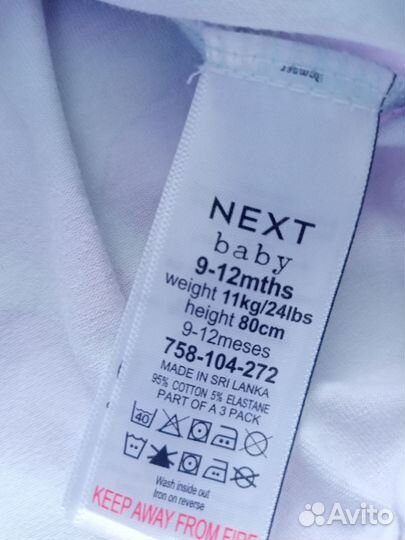 NEXT
baby
9-12mths
weight 11kg/24lbs
height 80cm
9-12meses
758-104-272
MADE IN SRI LANKA
95% COTTON 5% ELASTANE
PART OF A 3 PACK
40
Wash inside out
Iron on reverse
KEEP AWAY FROM FIRE
Avito